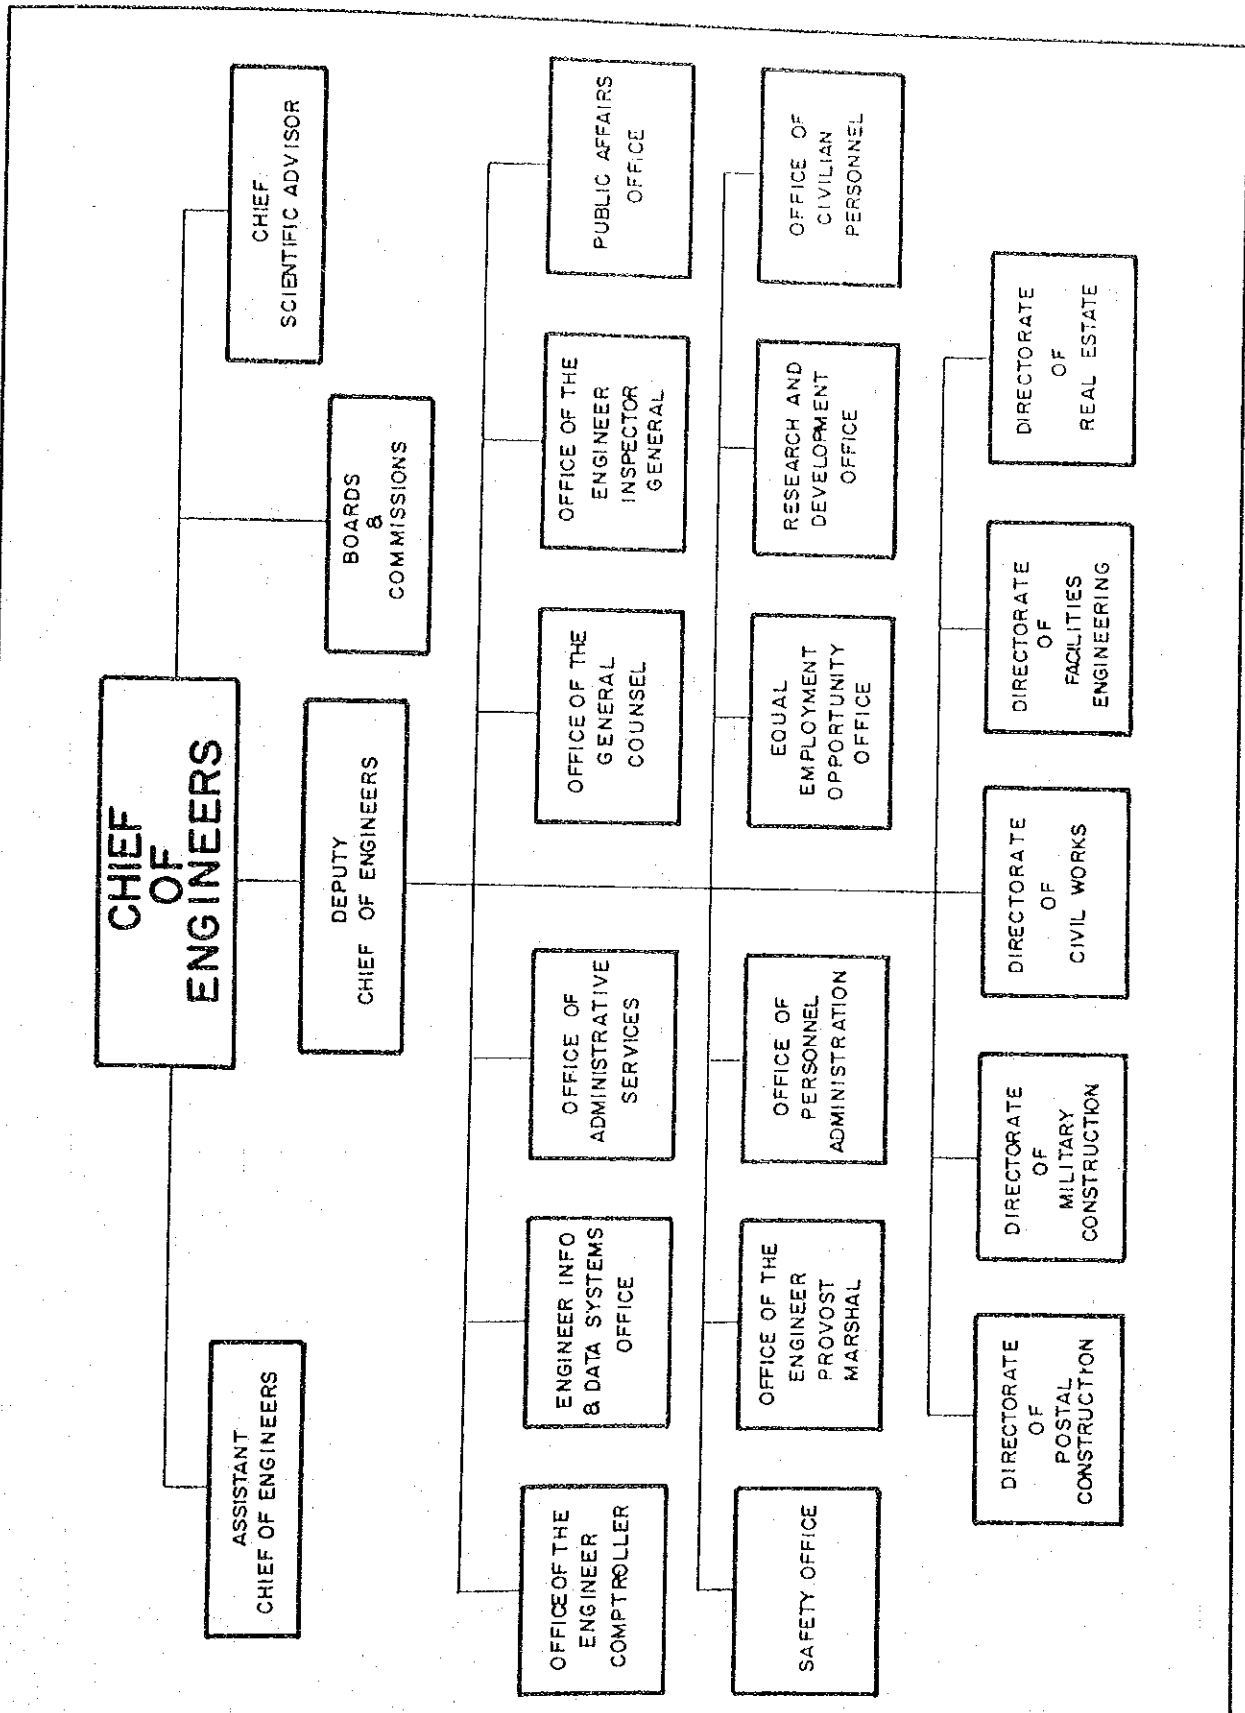 CHIEF
OF
ENGINEERS
ASSISTANT
CHIEF OF ENGINEERS
DEPUTY
CHIEF OF ENGINEERS
BOARDS
&
COMMISSIONS
CHIEF
SCIENTIFIC ADVISOR
OFFICE OF THE
ENGINEER
COMPTROLLER
ENGINEER INFO
& DATA SYSTEMS
OFFICE
OFFICE OF
ADMINISTRATIVE
SERVICES
OFFICE OF THE
GENERAL
COUNSEL
OFFICE OF THE
ENGINEER
INSPECTOR
GENERAL
PUBLIC AFFAIRS
OFFICE
SAFETY OFFICE
OFFICE OF THE
ENGINEER
PROVOST
MARSHAL
OFFICE OF
PERSONNEL
ADMINISTRATION
EQUAL
EMPLOYMENT
OPPORTUNITY
OFFICE
RESEARCH AND
DEVELOPMENT
OFFICE
OFFICE OF
CIVILIAN
PERSONNEL
DIRECTORATE
OF
POSTAL
CONSTRUCTION
DIRECTORATE
OF
MILITARY
CONSTRUCTION
DIRECTORATE
OF
CIVIL WORKS
DIRECTORATE
OF
FACILITIES
ENGINEERING
DIRECTORATE
OF
REAL ESTATE